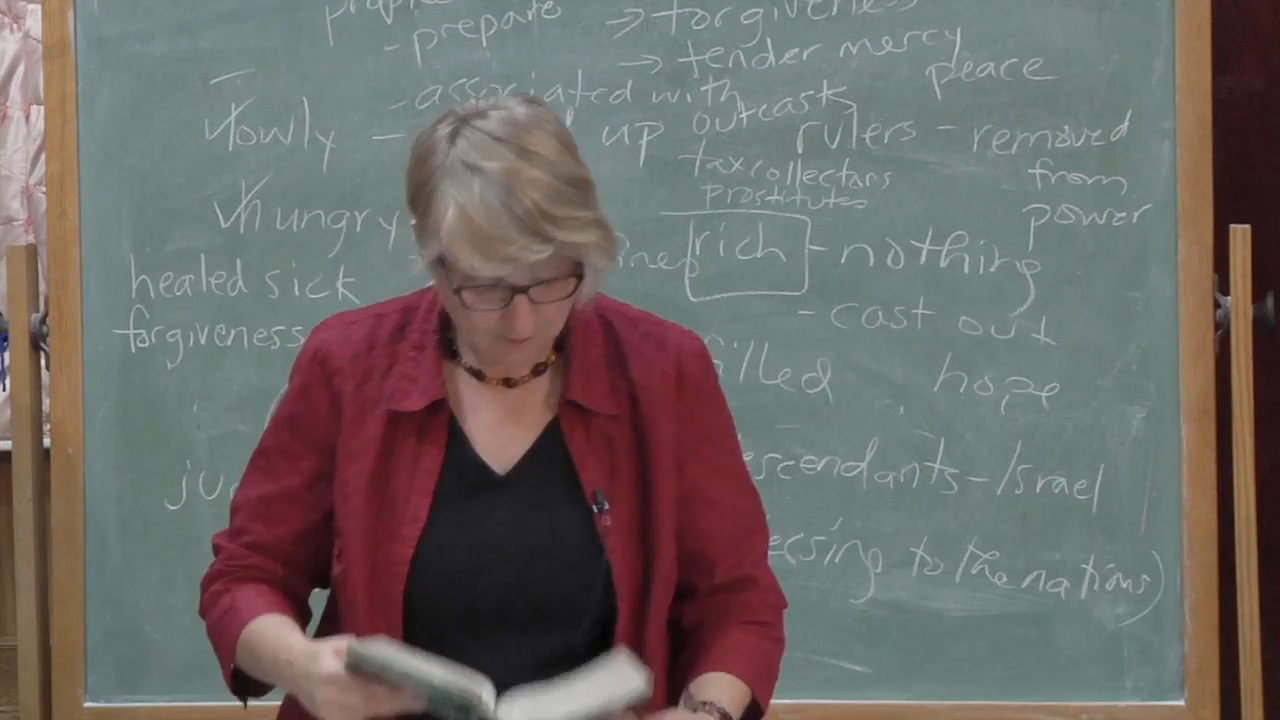 - prepare → forgiveness
→ tender mercy
peace
- associated with outcasts
lowly - up
rulers - removed from power
tax collectors
prostitutes
hungry
rich - nothing
healed sick
- cast out
forgiveness
filled
hope
descendants - Israel
to the nations)